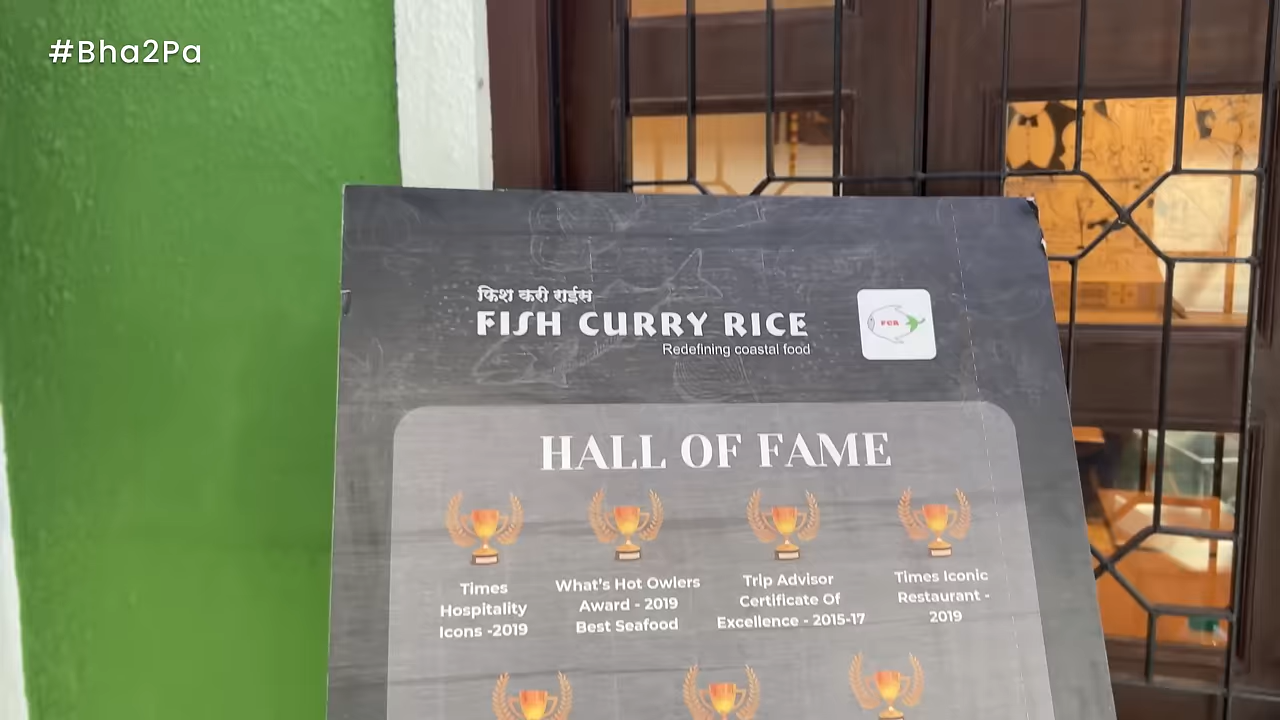 #Bha2Pa
फिश करी राईस
FISH CURRY RICE
Redefining coastal food
FCR
HALL OF FAME
Times
Hospitality
Icons -2019
What's Hot Owlers
Award - 2019
Best Seafood
Trip Advisor
Certificate Of
Excellence - 2015-17
Times Iconic
Restaurant -
2019